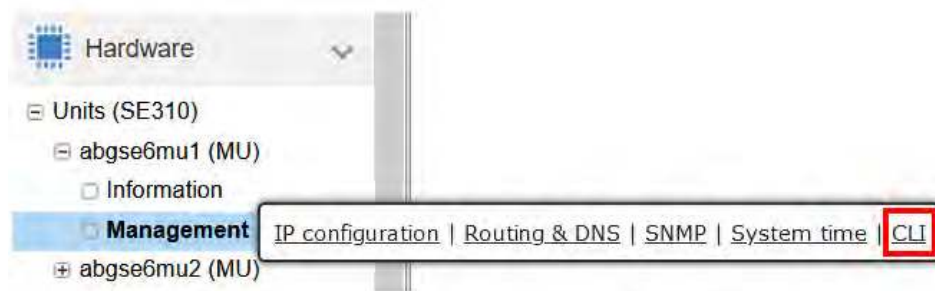 Hardware
Units (SE310)
abgse6mu1 (MU)
Information
Management
IP configuration | Routing & DNS | SNMP | System time | CLI
abgse6mu2 (MU)